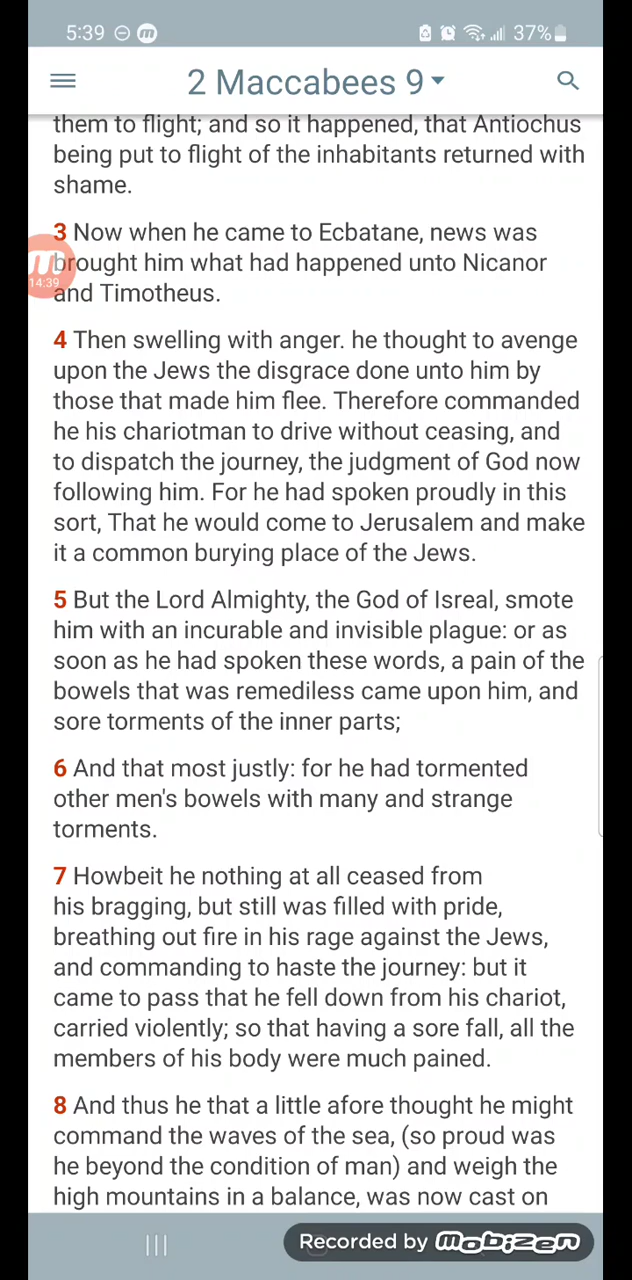 5:39 m 37%
2 Maccabees 9
them to flight; and so it happened, that Antiochus
being put to flight of the inhabitants returned with
shame.
3 Now when he came to Ecbatane, news was
brought him what had happened unto Nicanor
14:39
and Timotheus.
4 Then swelling with anger. he thought to avenge
upon the Jews the disgrace done unto him by
those that made him flee. Therefore commanded
he his chariotman to drive without ceasing, and
to dispatch the journey, the judgment of God now
following him. For he had spoken proudly in this
sort, That he would come to Jerusalem and make
it a common burying place of the Jews.
5 But the Lord Almighty, the God of Isreal, smote
him with an incurable and invisible plague: or as
soon as he had spoken these words, a pain of the
bowels that was remediless came upon him, and
sore torments of the inner parts;
6 And that most justly: for he had tormented
other men's bowels with many and strange
torments.
7 Howbeit he nothing at all ceased from
his bragging, but still was filled with pride,
breathing out fire in his rage against the Jews,
and commanding to haste the journey: but it
came to pass that he fell down from his chariot,
carried violently; so that having a sore fall, all the
members of his body were much pained.
8 And thus he that a little afore thought he might
command the waves of the sea, (so proud was
he beyond the condition of man) and weigh the
high mountains in a balance, was now cast on
Recorded by mobizen